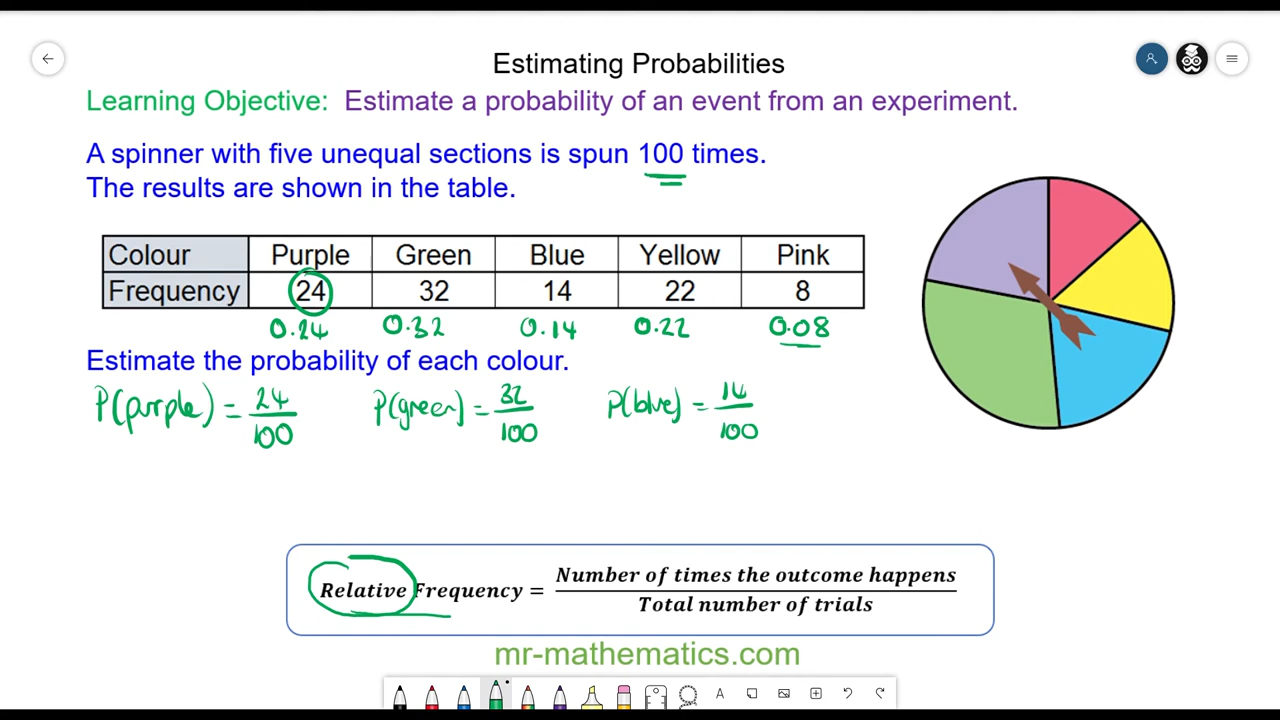 Estimating Probabilities
Learning Objective: Estimate a probability of an event from an experiment.
A spinner with five unequal sections is spun 100 times.
The results are shown in the table.
Colour Purple Green Blue Yellow Pink
Frequency 24 32 14 22 8
0.24 0.32 0.14 0.22 0.08
Estimate the probability of each colour.
P(purple) = 24/100 P(green) = 32/100 P(blue) = 14/100
Relative Frequency = Number of times the outcome happens / Total number of trials
mr-mathematics.com
A